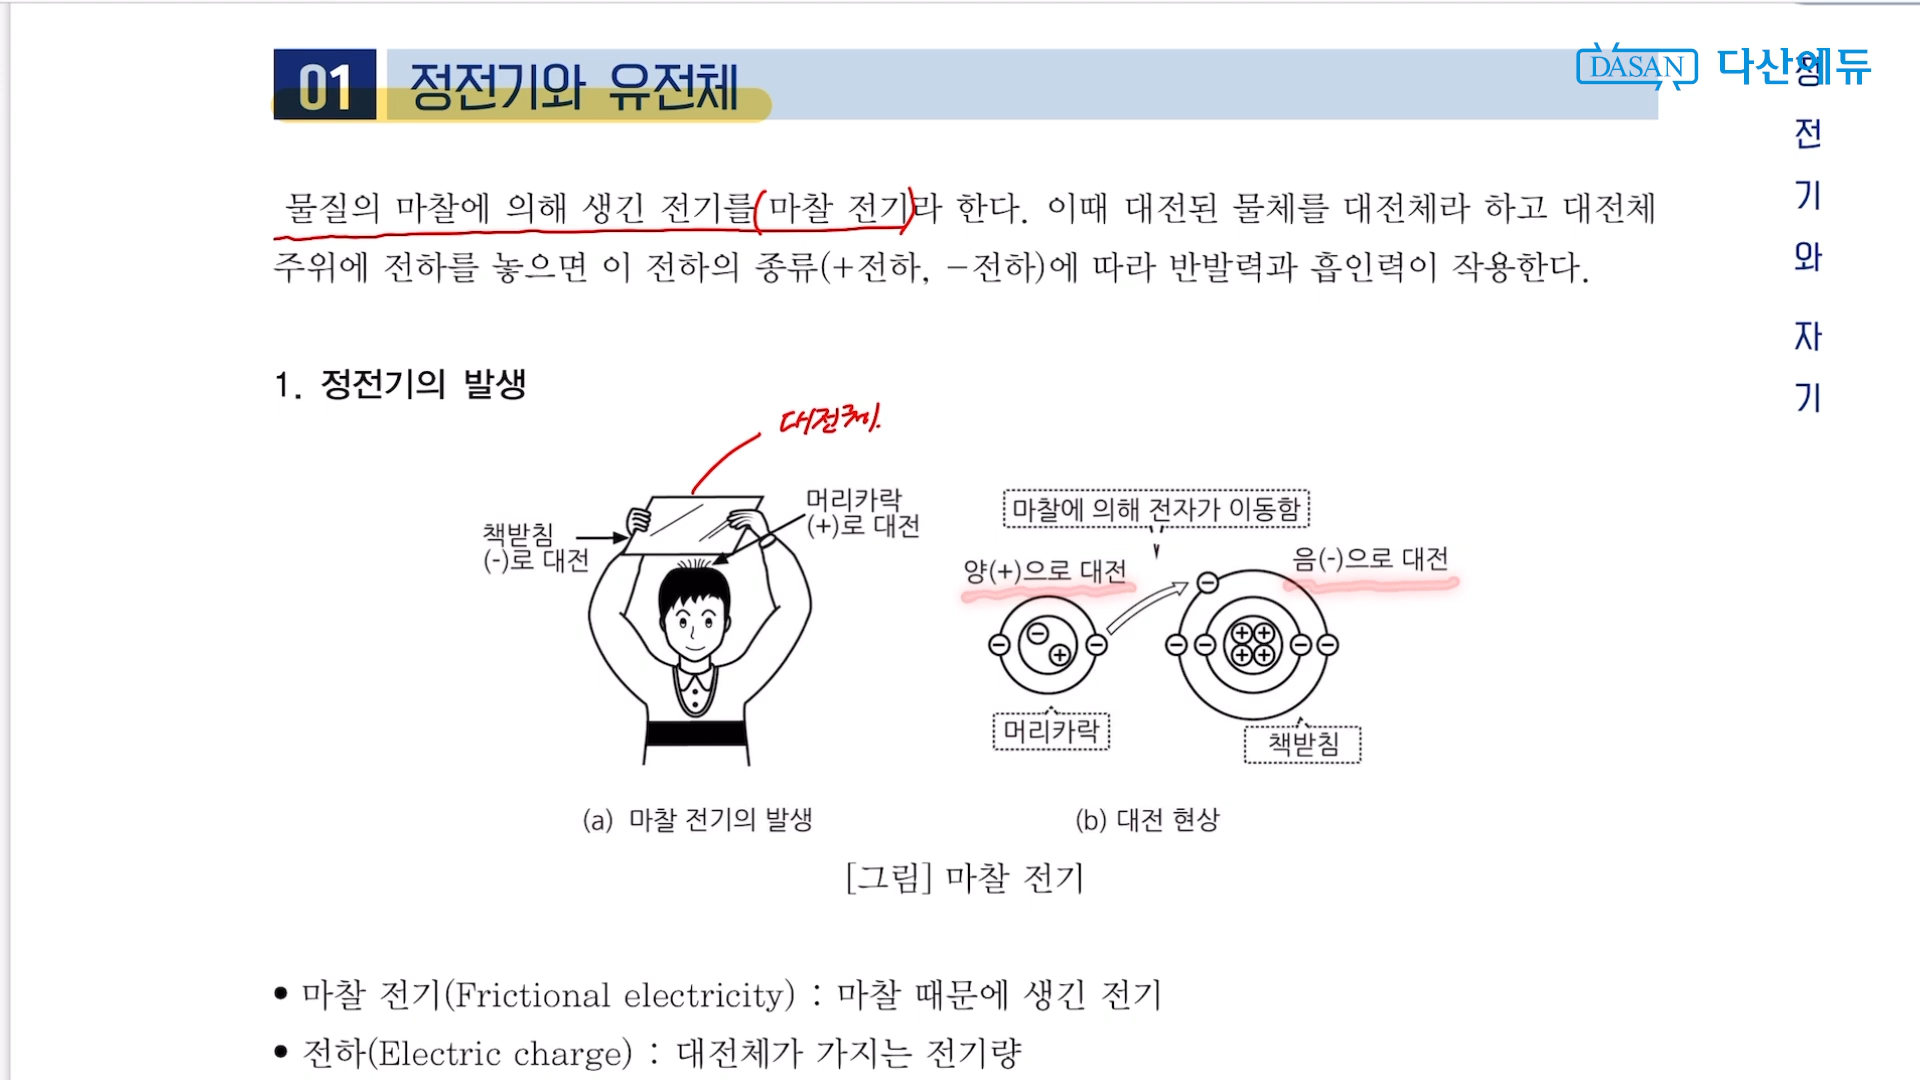 01 정전기와 유전체
DASAN 다산에듀
정전기와 자기
물질의 마찰에 의해 생긴 전기를(마찰 전기)라 한다. 이때 대전된 물체를 대전체라 하고 대전체
주위에 전하를 놓으면 이 전하의 종류(+전하, −전하)에 따라 반발력과 흡인력이 작용한다.
1. 정전기의 발생
대전체
책받침
(-)로 대전
머리카락
(+)로 대전
마찰에 의해 전자가 이동함
양(+)으로 대전
음(-)으로 대전
머리카락
책받침
(a) 마찰 전기의 발생
(b) 대전 현상
[그림] 마찰 전기
• 마찰 전기(Frictional electricity) : 마찰 때문에 생긴 전기
• 전하(Electric charge) : 대전체가 가지는 전기량